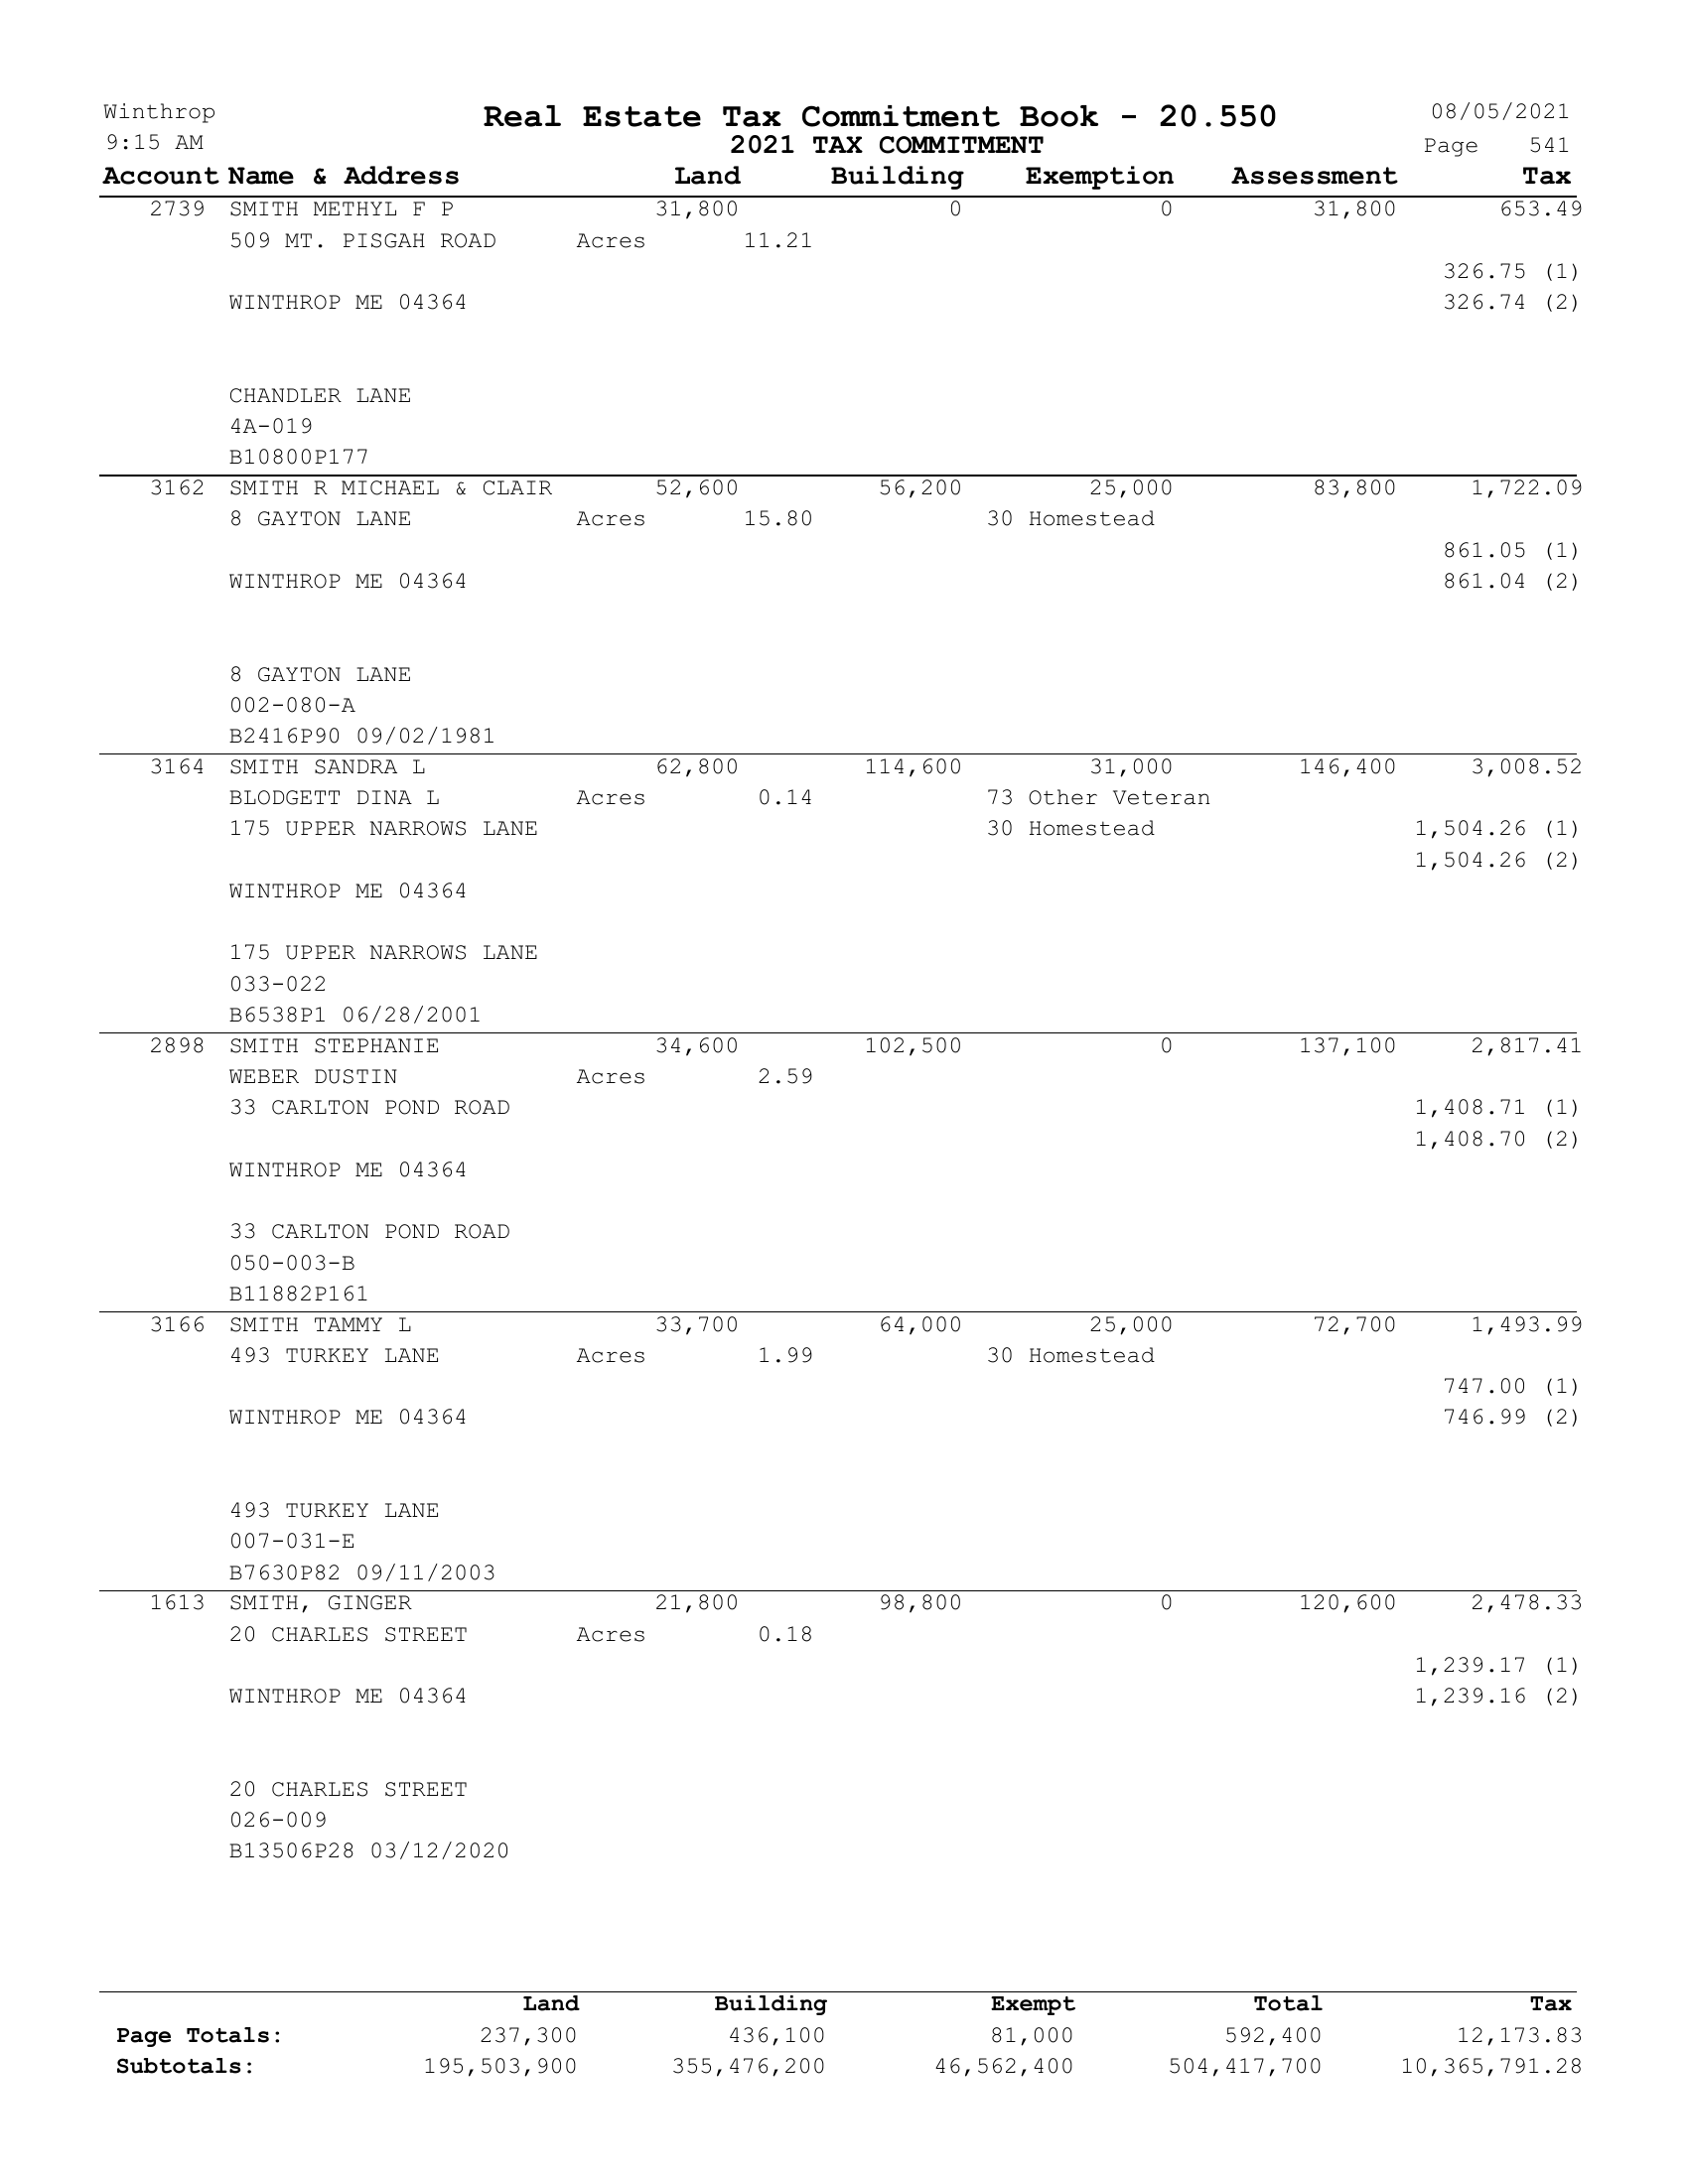 Winthrop Real Estate Tax Commitment Book - 20.550 08/05/2021
9:15 AM 2021 TAX COMMITMENT Page 541
Account Name & Address Land Building Exemption Assessment Tax
2739 SMITH METHYL F P 31,800 0 0 31,800 653.49
509 MT. PISGAH ROAD Acres 11.21
326.75 (1)
WINTHROP ME 04364 326.74 (2)
CHANDLER LANE
4A-019
B10800P177
3162 SMITH R MICHAEL & CLAIR 52,600 56,200 25,000 83,800 1,722.09
8 GAYTON LANE Acres 15.80 30 Homestead
861.05 (1)
WINTHROP ME 04364 861.04 (2)
8 GAYTON LANE
002-080-A
B2416P90 09/02/1981
3164 SMITH SANDRA L 62,800 114,600 31,000 146,400 3,008.52
BLODGETT DINA L Acres 0.14 73 Other Veteran
175 UPPER NARROWS LANE 30 Homestead 1,504.26 (1)
1,504.26 (2)
WINTHROP ME 04364
175 UPPER NARROWS LANE
033-022
B6538P1 06/28/2001
2898 SMITH STEPHANIE 34,600 102,500 0 137,100 2,817.41
WEBER DUSTIN Acres 2.59
33 CARLTON POND ROAD 1,408.71 (1)
1,408.70 (2)
WINTHROP ME 04364
33 CARLTON POND ROAD
050-003-B
B11882P161
3166 SMITH TAMMY L 33,700 64,000 25,000 72,700 1,493.99
493 TURKEY LANE Acres 1.99 30 Homestead
747.00 (1)
WINTHROP ME 04364 746.99 (2)
493 TURKEY LANE
007-031-E
B7630P82 09/11/2003
1613 SMITH, GINGER 21,800 98,800 0 120,600 2,478.33
20 CHARLES STREET Acres 0.18
1,239.17 (1)
WINTHROP ME 04364 1,239.16 (2)
20 CHARLES STREET
026-009
B13506P28 03/12/2020
Land Building Exempt Total Tax
Page Totals: 237,300 436,100 81,000 592,400 12,173.83
Subtotals: 195,503,900 355,476,200 46,562,400 504,417,700 10,365,791.28